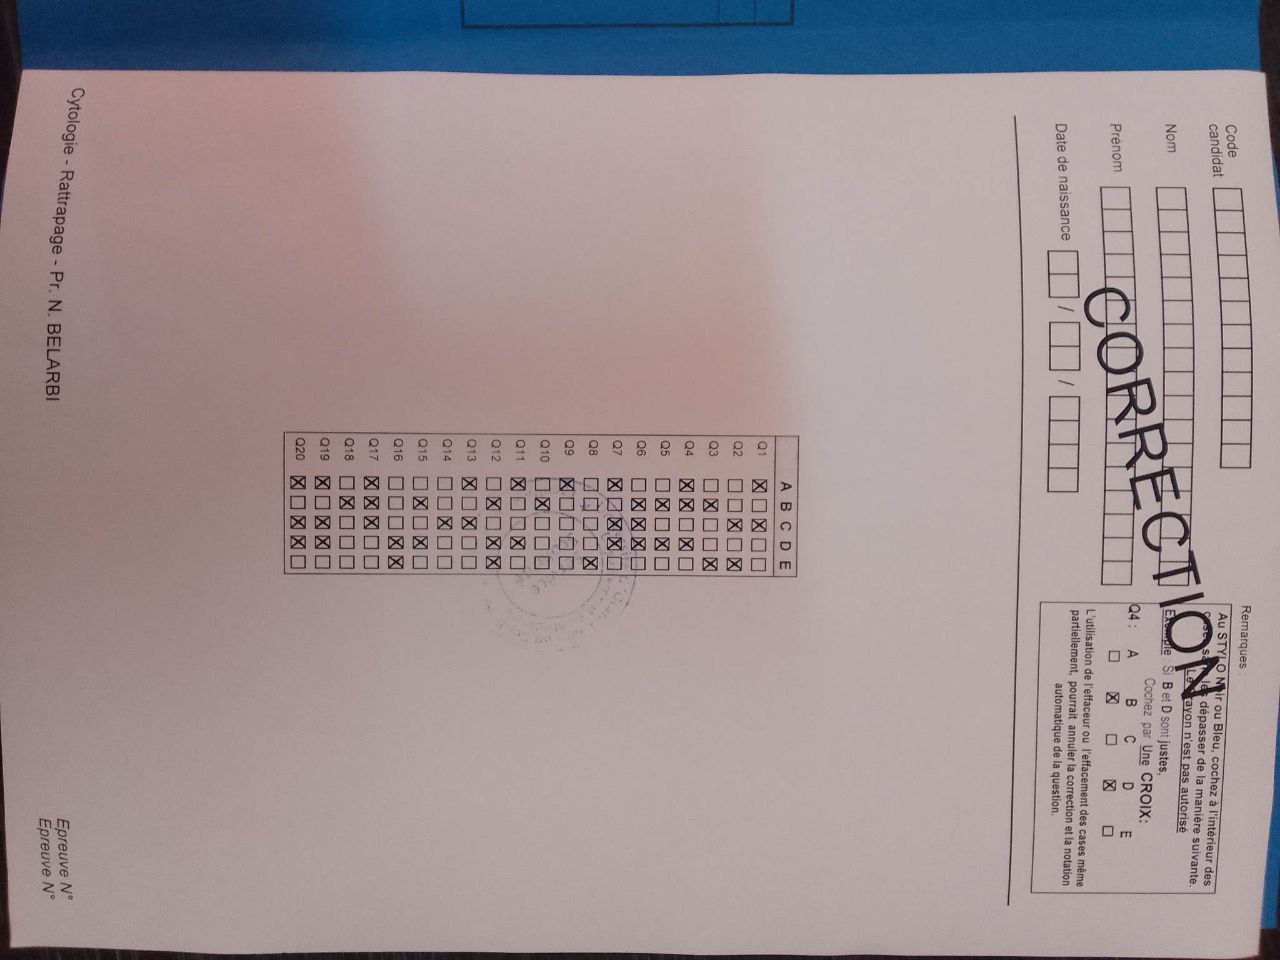 Code
candidat
Nom
Prénom
Date de naissance / /
CORRECTION
Remarques :
Au STYLO Noir ou Bleu, cochez à l'intérieur des
cases sans les dépasser de la manière suivante.
Le crayon n'est pas autorisé
Exemple : Si B et D sont justes,
Cochez par Une CROIX:
Q4 : A B C D E
L'utilisation de l'effaceur ou l'effacement des cases même
partiellement, pourrait annuler la correction et la notation
automatique de la question.
A B C D E
Q1
Q2
Q3
Q4
Q5
Q6
Q7
Q8
Q9
Q10
Q11
Q12
Q13
Q14
Q15
Q16
Q17
Q18
Q19
Q20
Cytologie - Rattrapage - Pr. N. BELARBI
Epreuve N°
Epreuve N°